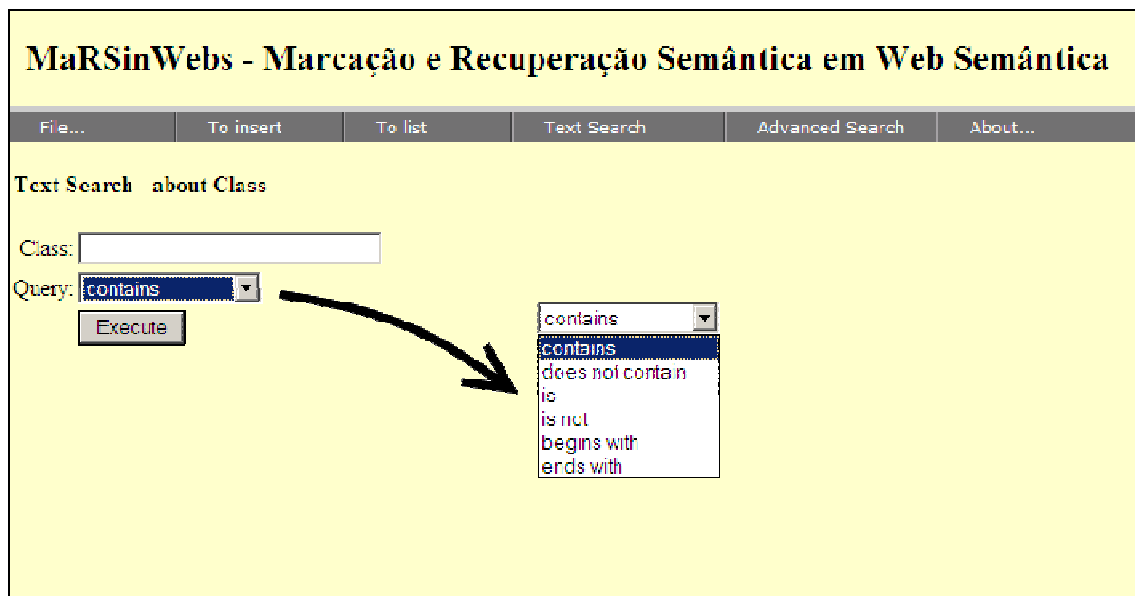 MaRSinWebs - Marcação e Recuperação Semântica em Web Semântica
File... To insert To list Text Search Advanced Search About...
Text Search about Class
Class:
Query: contains
Execute
contains
contains
does not contain
is
is not
begins with
ends with